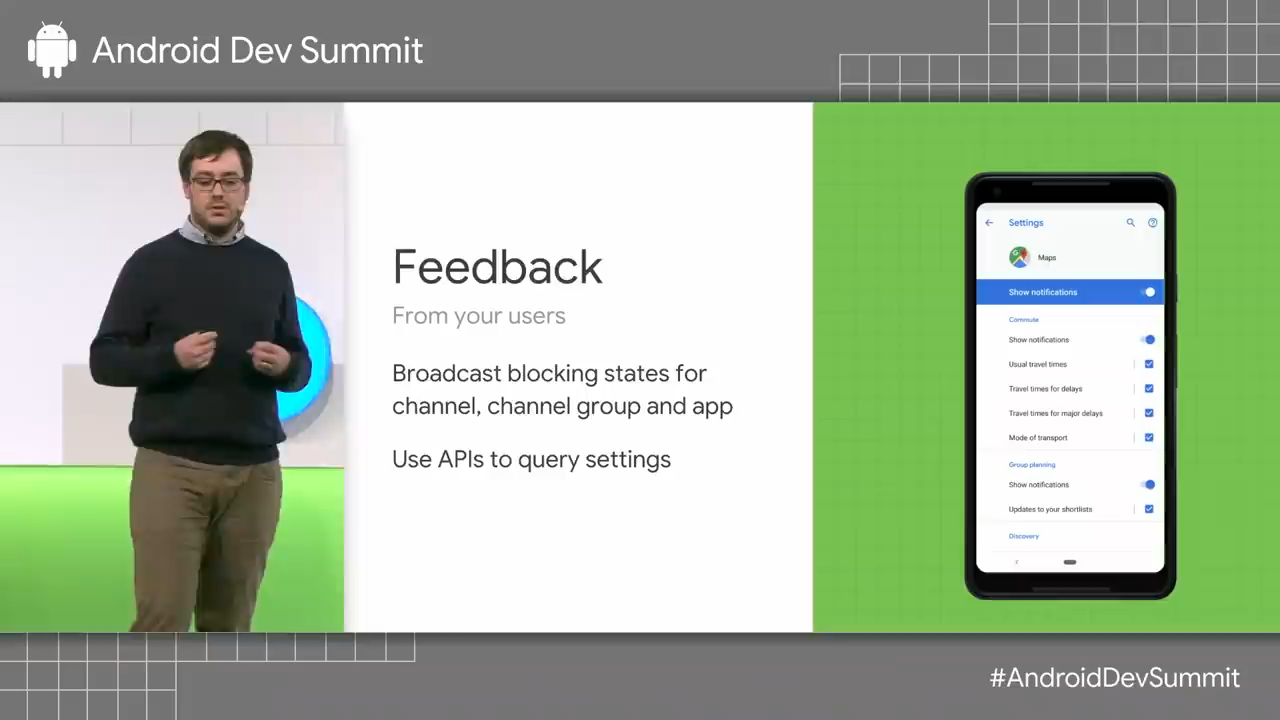 Android Dev Summit
Feedback
From your users
Broadcast blocking states for
channel, channel group and app
Use APIs to query settings
Settings
Maps
Show notifications
Commute
Show notifications
Usual travel times
Travel times for delays
Travel times for major delays
Mode of transport
Group planning
Show notifications
Updates to your shortlists
Discovery
#AndroidDevSummit